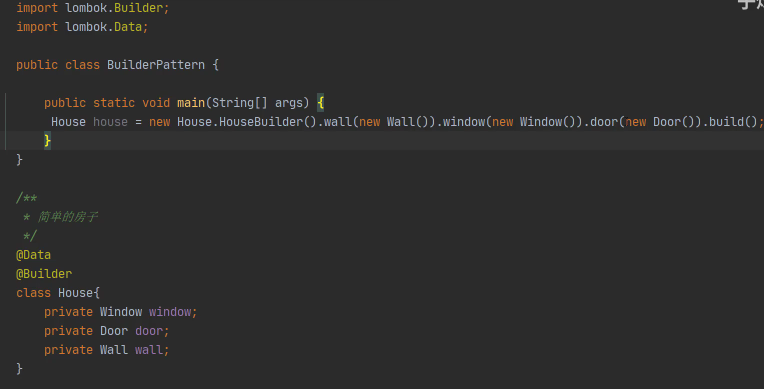 import lombok.Builder;
import lombok.Data;
public class BuilderPattern {
public static void main(String[] args) {
House house = new House.HouseBuilder().wall(new Wall()).window(new Window()).door(new Door()).build();
}
}
/**
* 简单的房子
*/
@Data
@Builder
class House{
private Window window;
private Door door;
private Wall wall;
}